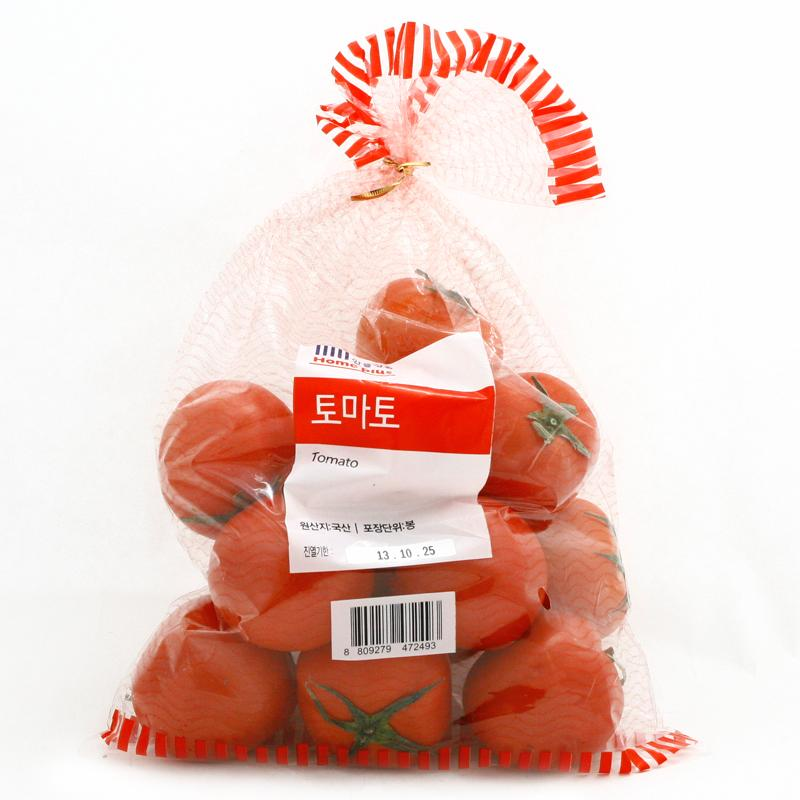 Home plus
토마토
Tomato
원산지:국산 | 포장단위:봉
진열기한: 13 . 10 . 25
8 809279 472493